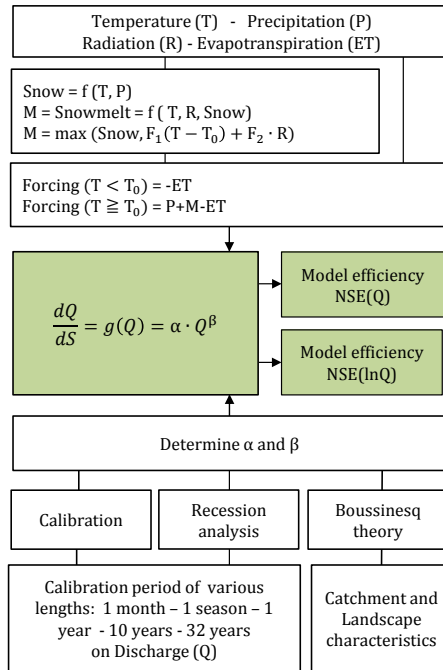 Temperature (T) - Precipitation (P)
Radiation (R) - Evapotranspiration (ET)
Snow = f (T, P)
M = Snowmelt = f( T, R, Snow)
M = max (Snow, F₁(T − T₀) + F₂ · R)
Forcing (T < T₀) = -ET
Forcing (T ≧ T₀) = P+M-ET
dQ/dS = g(Q) = α · Q^β
Model efficiency
NSE(Q)
Model efficiency
NSE(lnQ)
Determine α and β
Calibration
Recession
analysis
Boussinesq
theory
Calibration period of various
lengths: 1 month – 1 season – 1
year - 10 years - 32 years
on Discharge (Q)
Catchment and
Landscape
characteristics